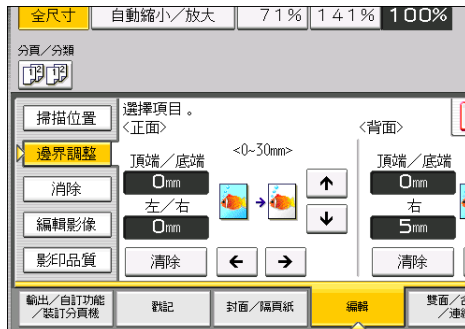 全尺寸 自動縮小／放大 71% 141% 100%
分頁／分類
掃描位置
邊界調整
消除
編輯影像
影印品質
選擇項目。
〈正面〉 <0~30mm> 〈背面〉
頂端／底端 頂端／底端
0mm 0mm
左／右 右
0mm 5mm
清除 清除
輸出／自訂功能
／裝訂分頁機
戳記
封面／隔頁紙
編輯
雙面／
／連